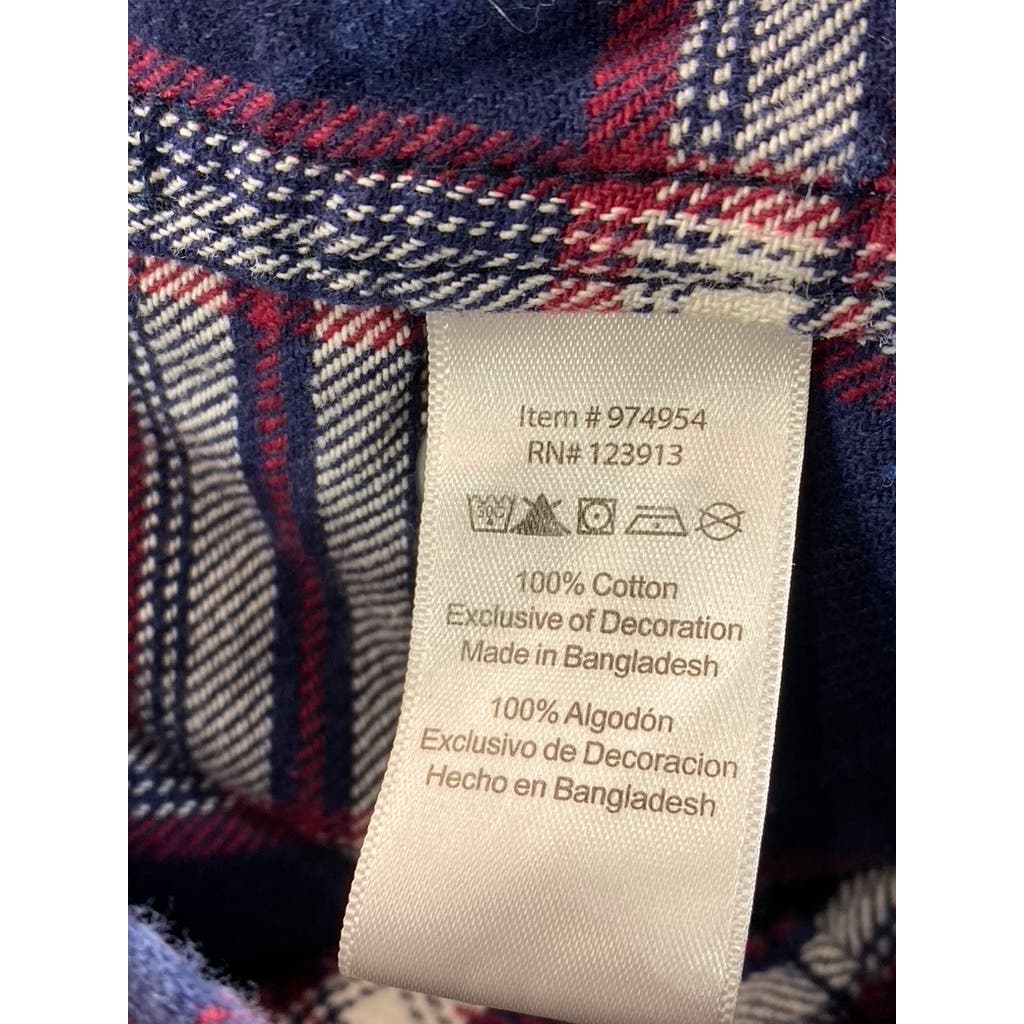 Item # 974954
RN# 123913
30C
100% Cotton
Exclusive of Decoration
Made in Bangladesh
100% Algodón
Exclusivo de Decoracion
Hecho en Bangladesh